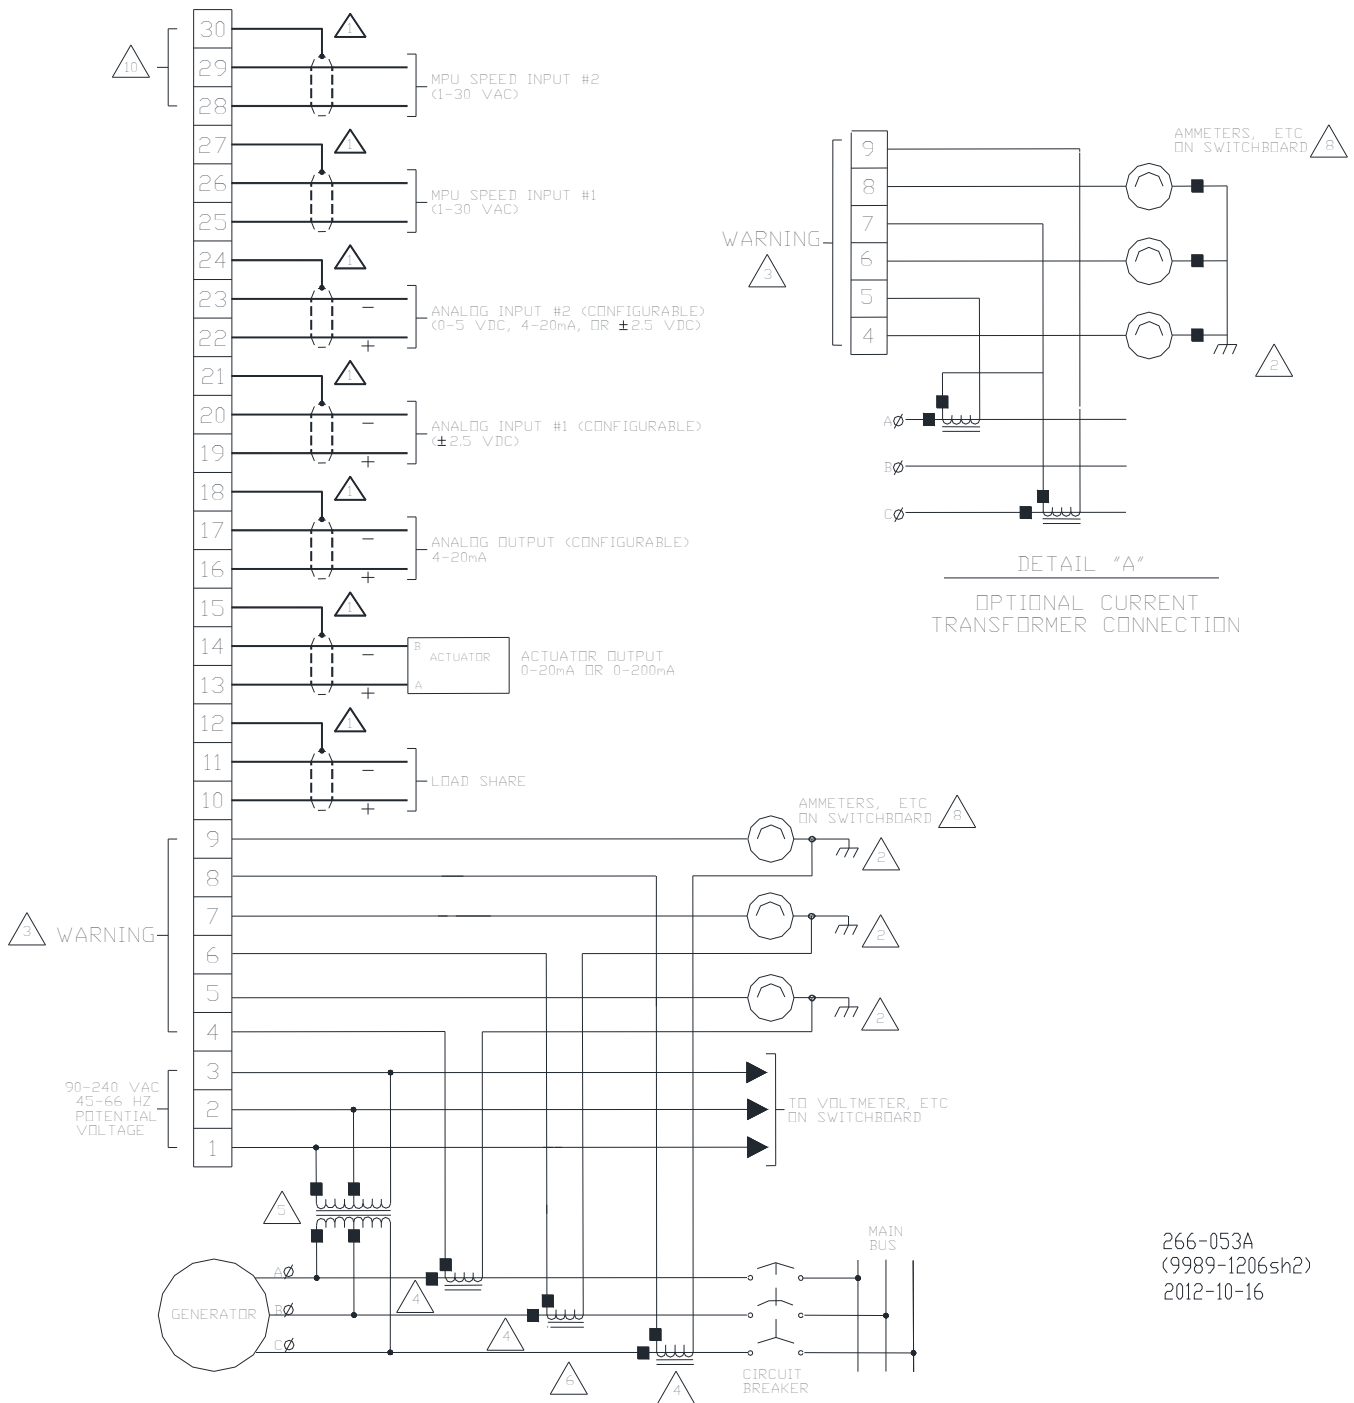 30
1
10
29
MPU SPEED INPUT #2
28
(1-30 VAC)
27
1
26
MPU SPEED INPUT #1
25
(1-30 VAC)
24
1
23
−
ANALOG INPUT #2 (CONFIGURABLE)
22
+
(0-5 VDC, 4-20mA, OR ±2.5 VDC)
21
1
20
−
ANALOG INPUT #1 (CONFIGURABLE)
19
+
(±2.5 VDC)
18
1
17
−
ANALOG OUTPUT (CONFIGURABLE)
16
+
4-20mA
15
1
14
−
B
ACTUATOR
ACTUATOR OUTPUT
0-20mA OR 0-200mA
13
+
A
12
1
11
−
LOAD SHARE
10
+
AMMETERS, ETC
ON SWITCHBOARD
8
9
2
8
3
WARNING
7
2
6
5
2
4
90-240 VAC
45-66 HZ
POTENTIAL
VOLTAGE
3
2
1
TO VOLTMETER, ETC
ON SWITCHBOARD
5
GENERATOR
AØ
BØ
CØ
4
4
6
4
CIRCUIT
BREAKER
MAIN
BUS
AMMETERS, ETC
ON SWITCHBOARD
8
9
8
7
6
5
4
WARNING
3
2
AØ
BØ
CØ
DETAIL "A"
OPTIONAL CURRENT
TRANSFORMER CONNECTION
266-053A
(9989-1206sh2)
2012-10-16